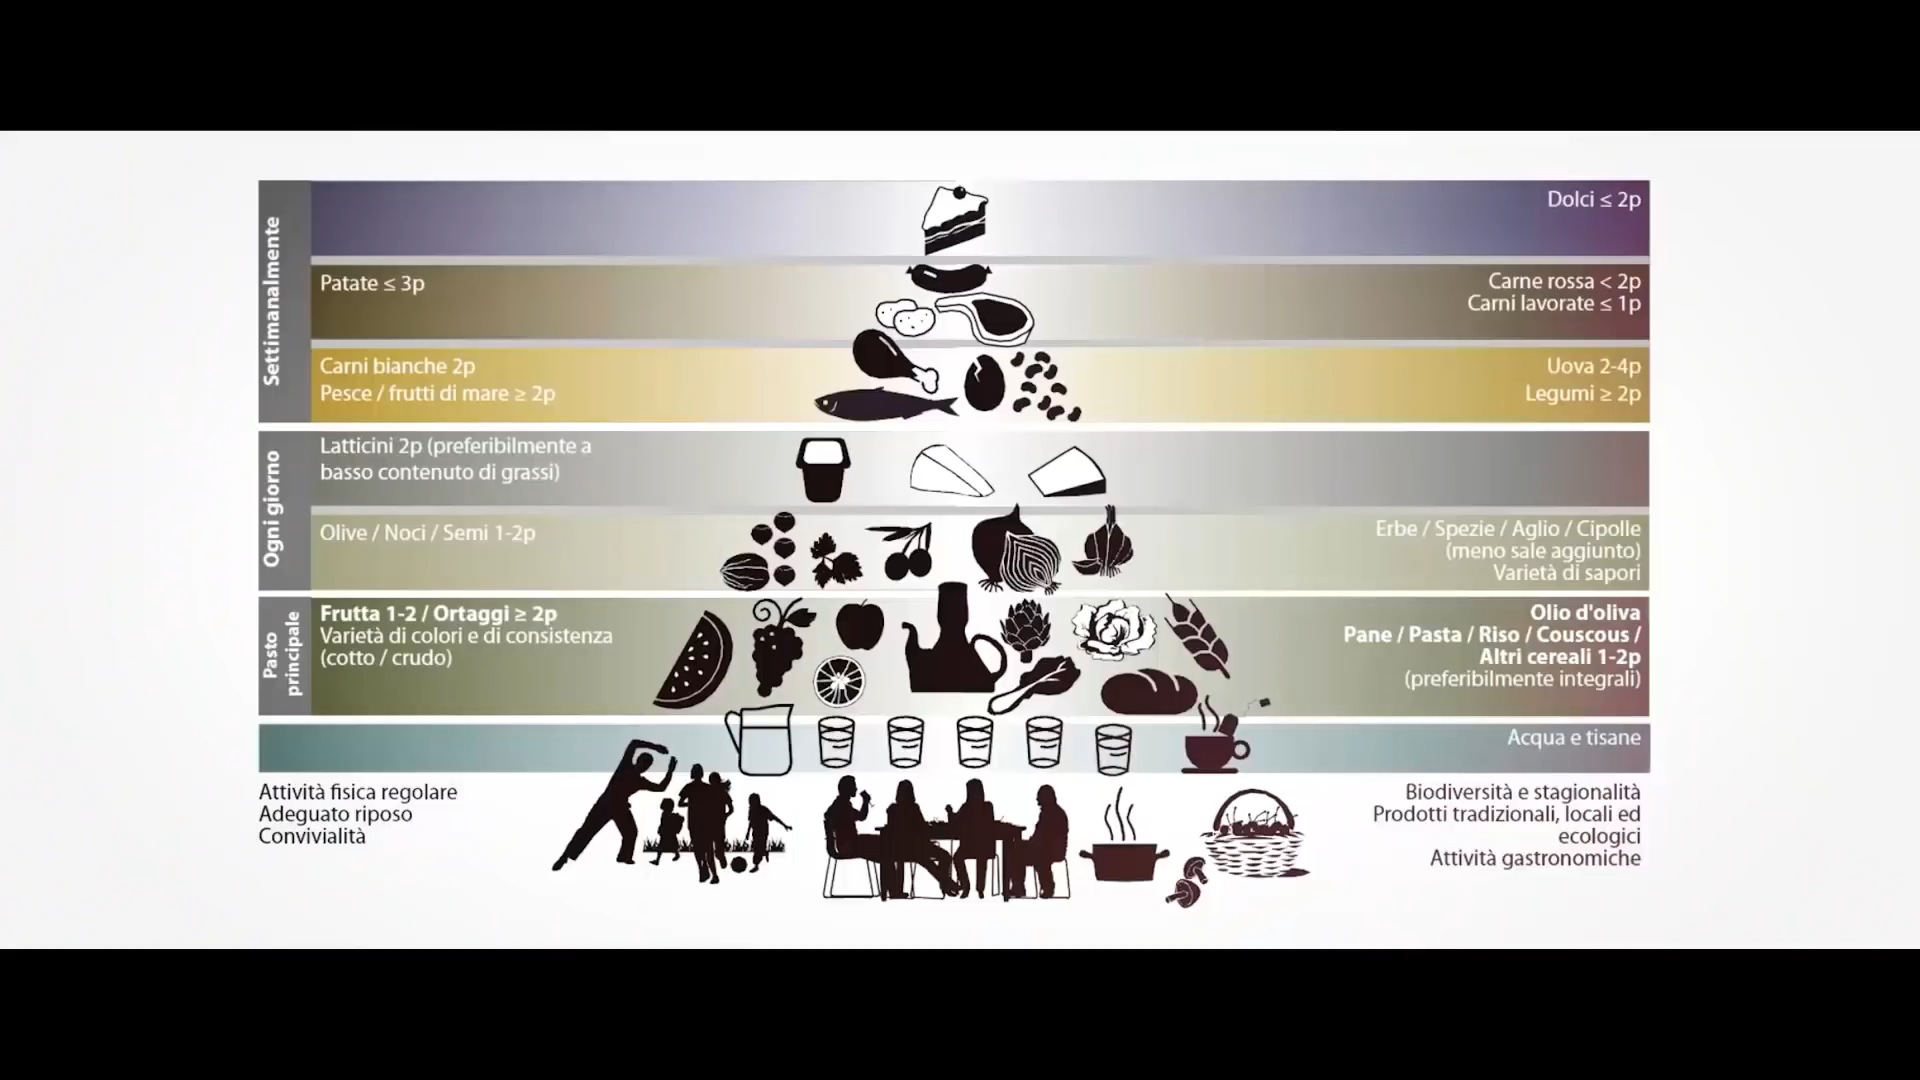 Settimanalmente
Dolci ≤ 2p
Patate ≤ 3p
Carne rossa < 2p
Carni lavorate ≤ 1p
Carni bianche 2p
Pesce / frutti di mare ≥ 2p
Uova 2-4p
Legumi ≥ 2p
Ogni giorno
Latticini 2p (preferibilmente a
basso contenuto di grassi)
Olive / Noci / Semi 1-2p
Erbe / Spezie / Aglio / Cipolle
(meno sale aggiunto)
Varietà di sapori
Pasto
principale
Frutta 1-2 / Ortaggi ≥ 2p
Varietà di colori e di consistenza
(cotto / crudo)
Olio d'oliva
Pane / Pasta / Riso / Couscous /
Altri cereali 1-2p
(preferibilmente integrali)
Acqua e tisane
Attività fisica regolare
Adeguato riposo
Convivialità
Biodiversità e stagionalità
Prodotti tradizionali, locali ed
ecologici
Attività gastronomiche